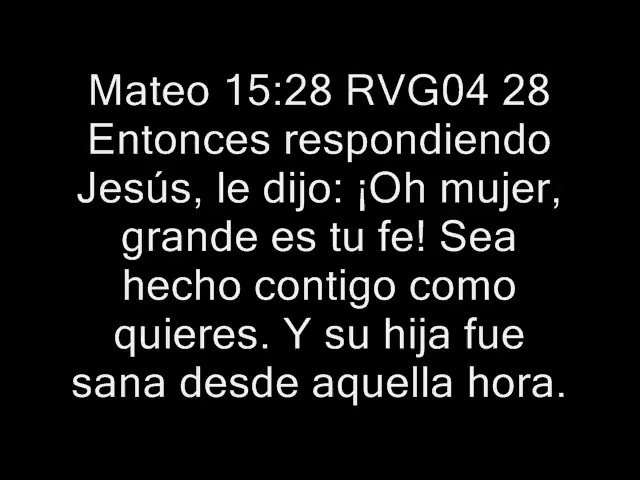 Mateo 15:28 RVG04 28
Entonces respondiendo
Jesús, le dijo: ¡Oh mujer,
grande es tu fe! Sea
hecho contigo como
quieres. Y su hija fue
sana desde aquella hora.